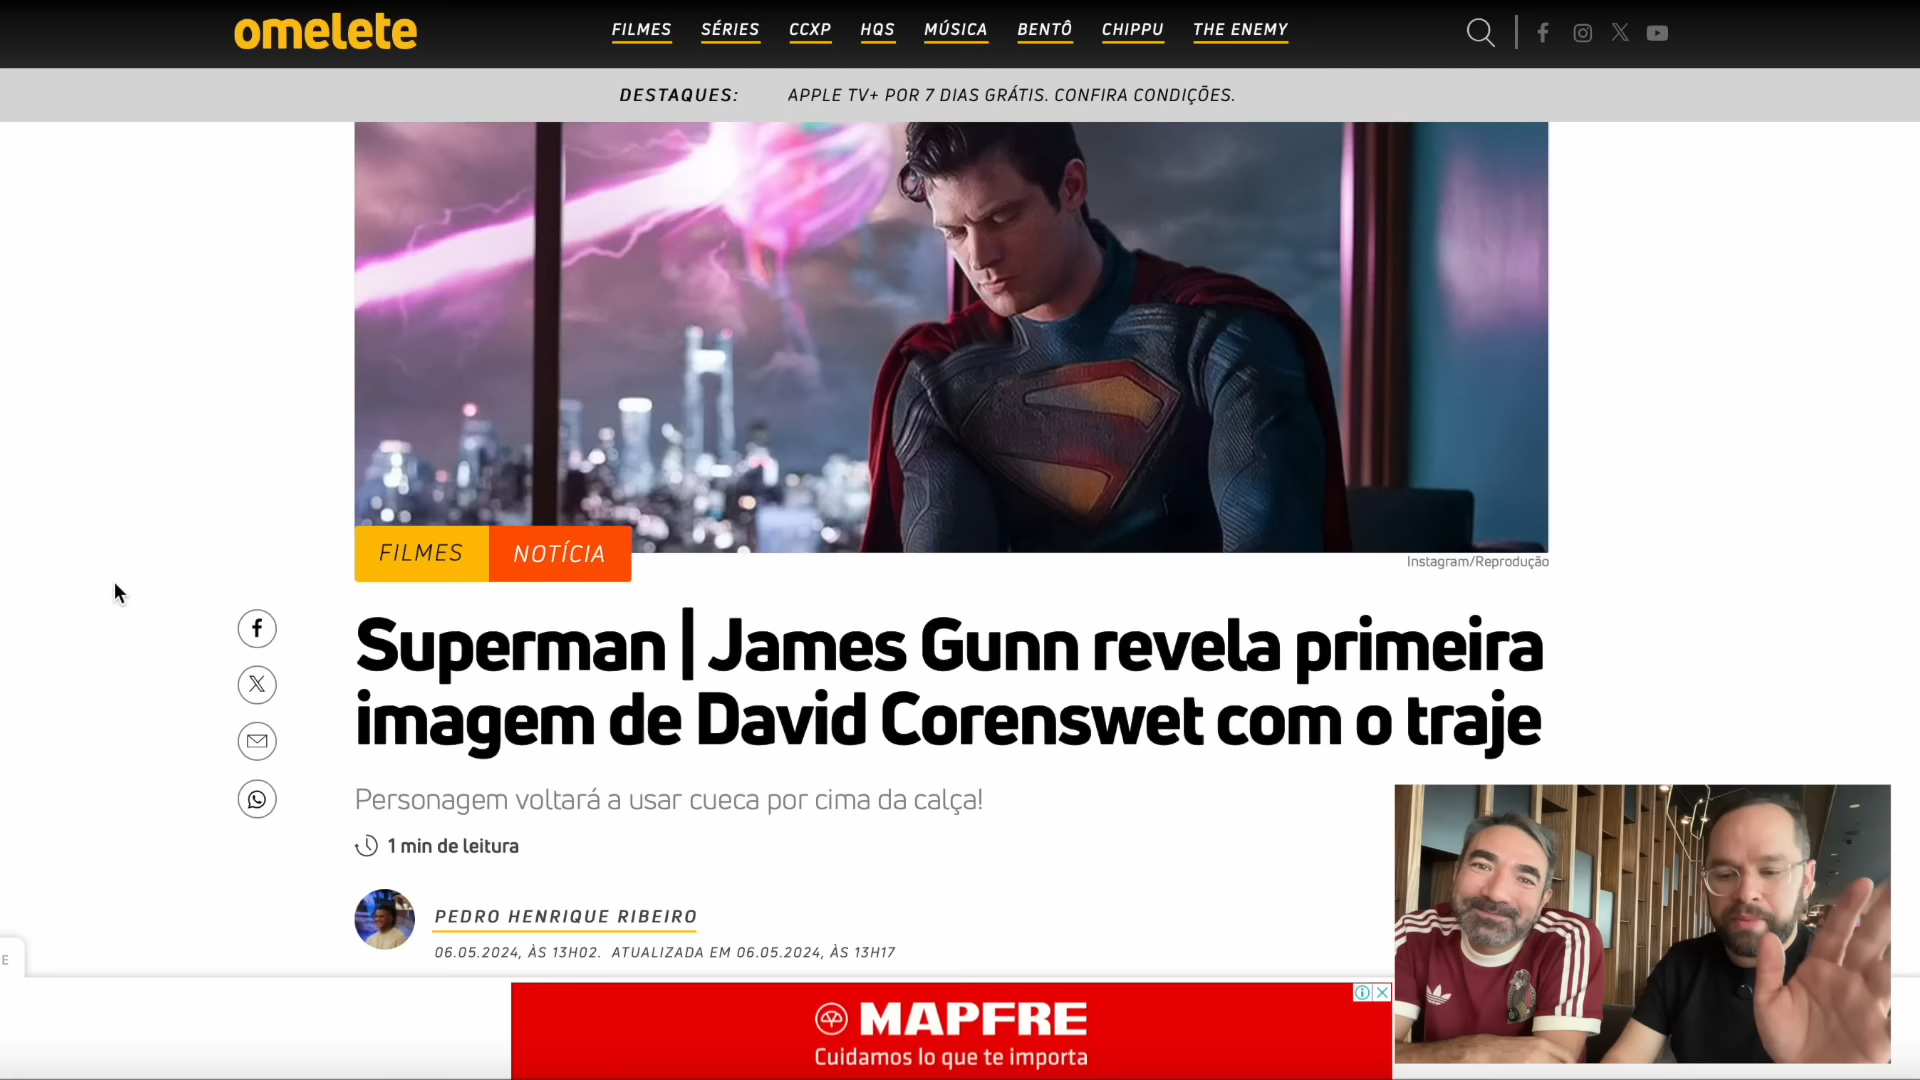 omelete
FILMES SÉRIES CCXP HQS MÚSICA BENTÔ CHIPPU THE ENEMY
DESTAQUES: APPLE TV+ POR 7 DIAS GRÁTIS. CONFIRA CONDIÇÕES.
FILMES NOTÍCIA
Instagram/Reprodução
Superman | James Gunn revela primeira
imagem de David Corenswet com o traje
Personagem voltará a usar cueca por cima da calça!
1 min de leitura
PEDRO HENRIQUE RIBEIRO
06.05.2024, ÀS 13H02. ATUALIZADA EM 06.05.2024, ÀS 13H17
E
MAPFRE
Cuidamos lo que te importa